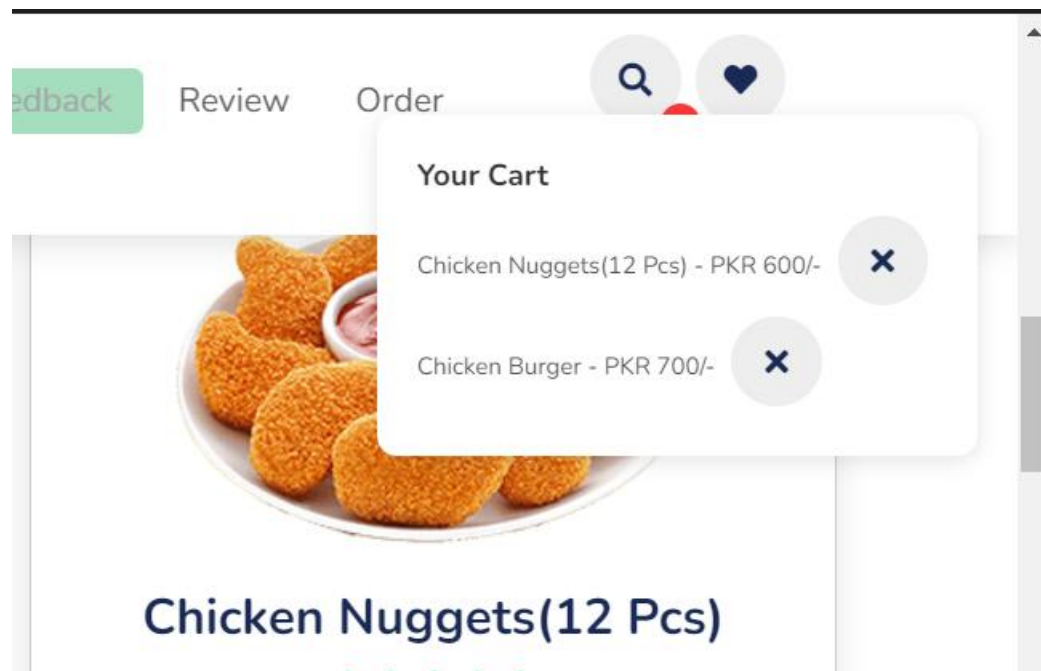 edback Review Order
Your Cart
Chicken Nuggets(12 Pcs) - PKR 600/-
Chicken Burger - PKR 700/-
Chicken Nuggets(12 Pcs)